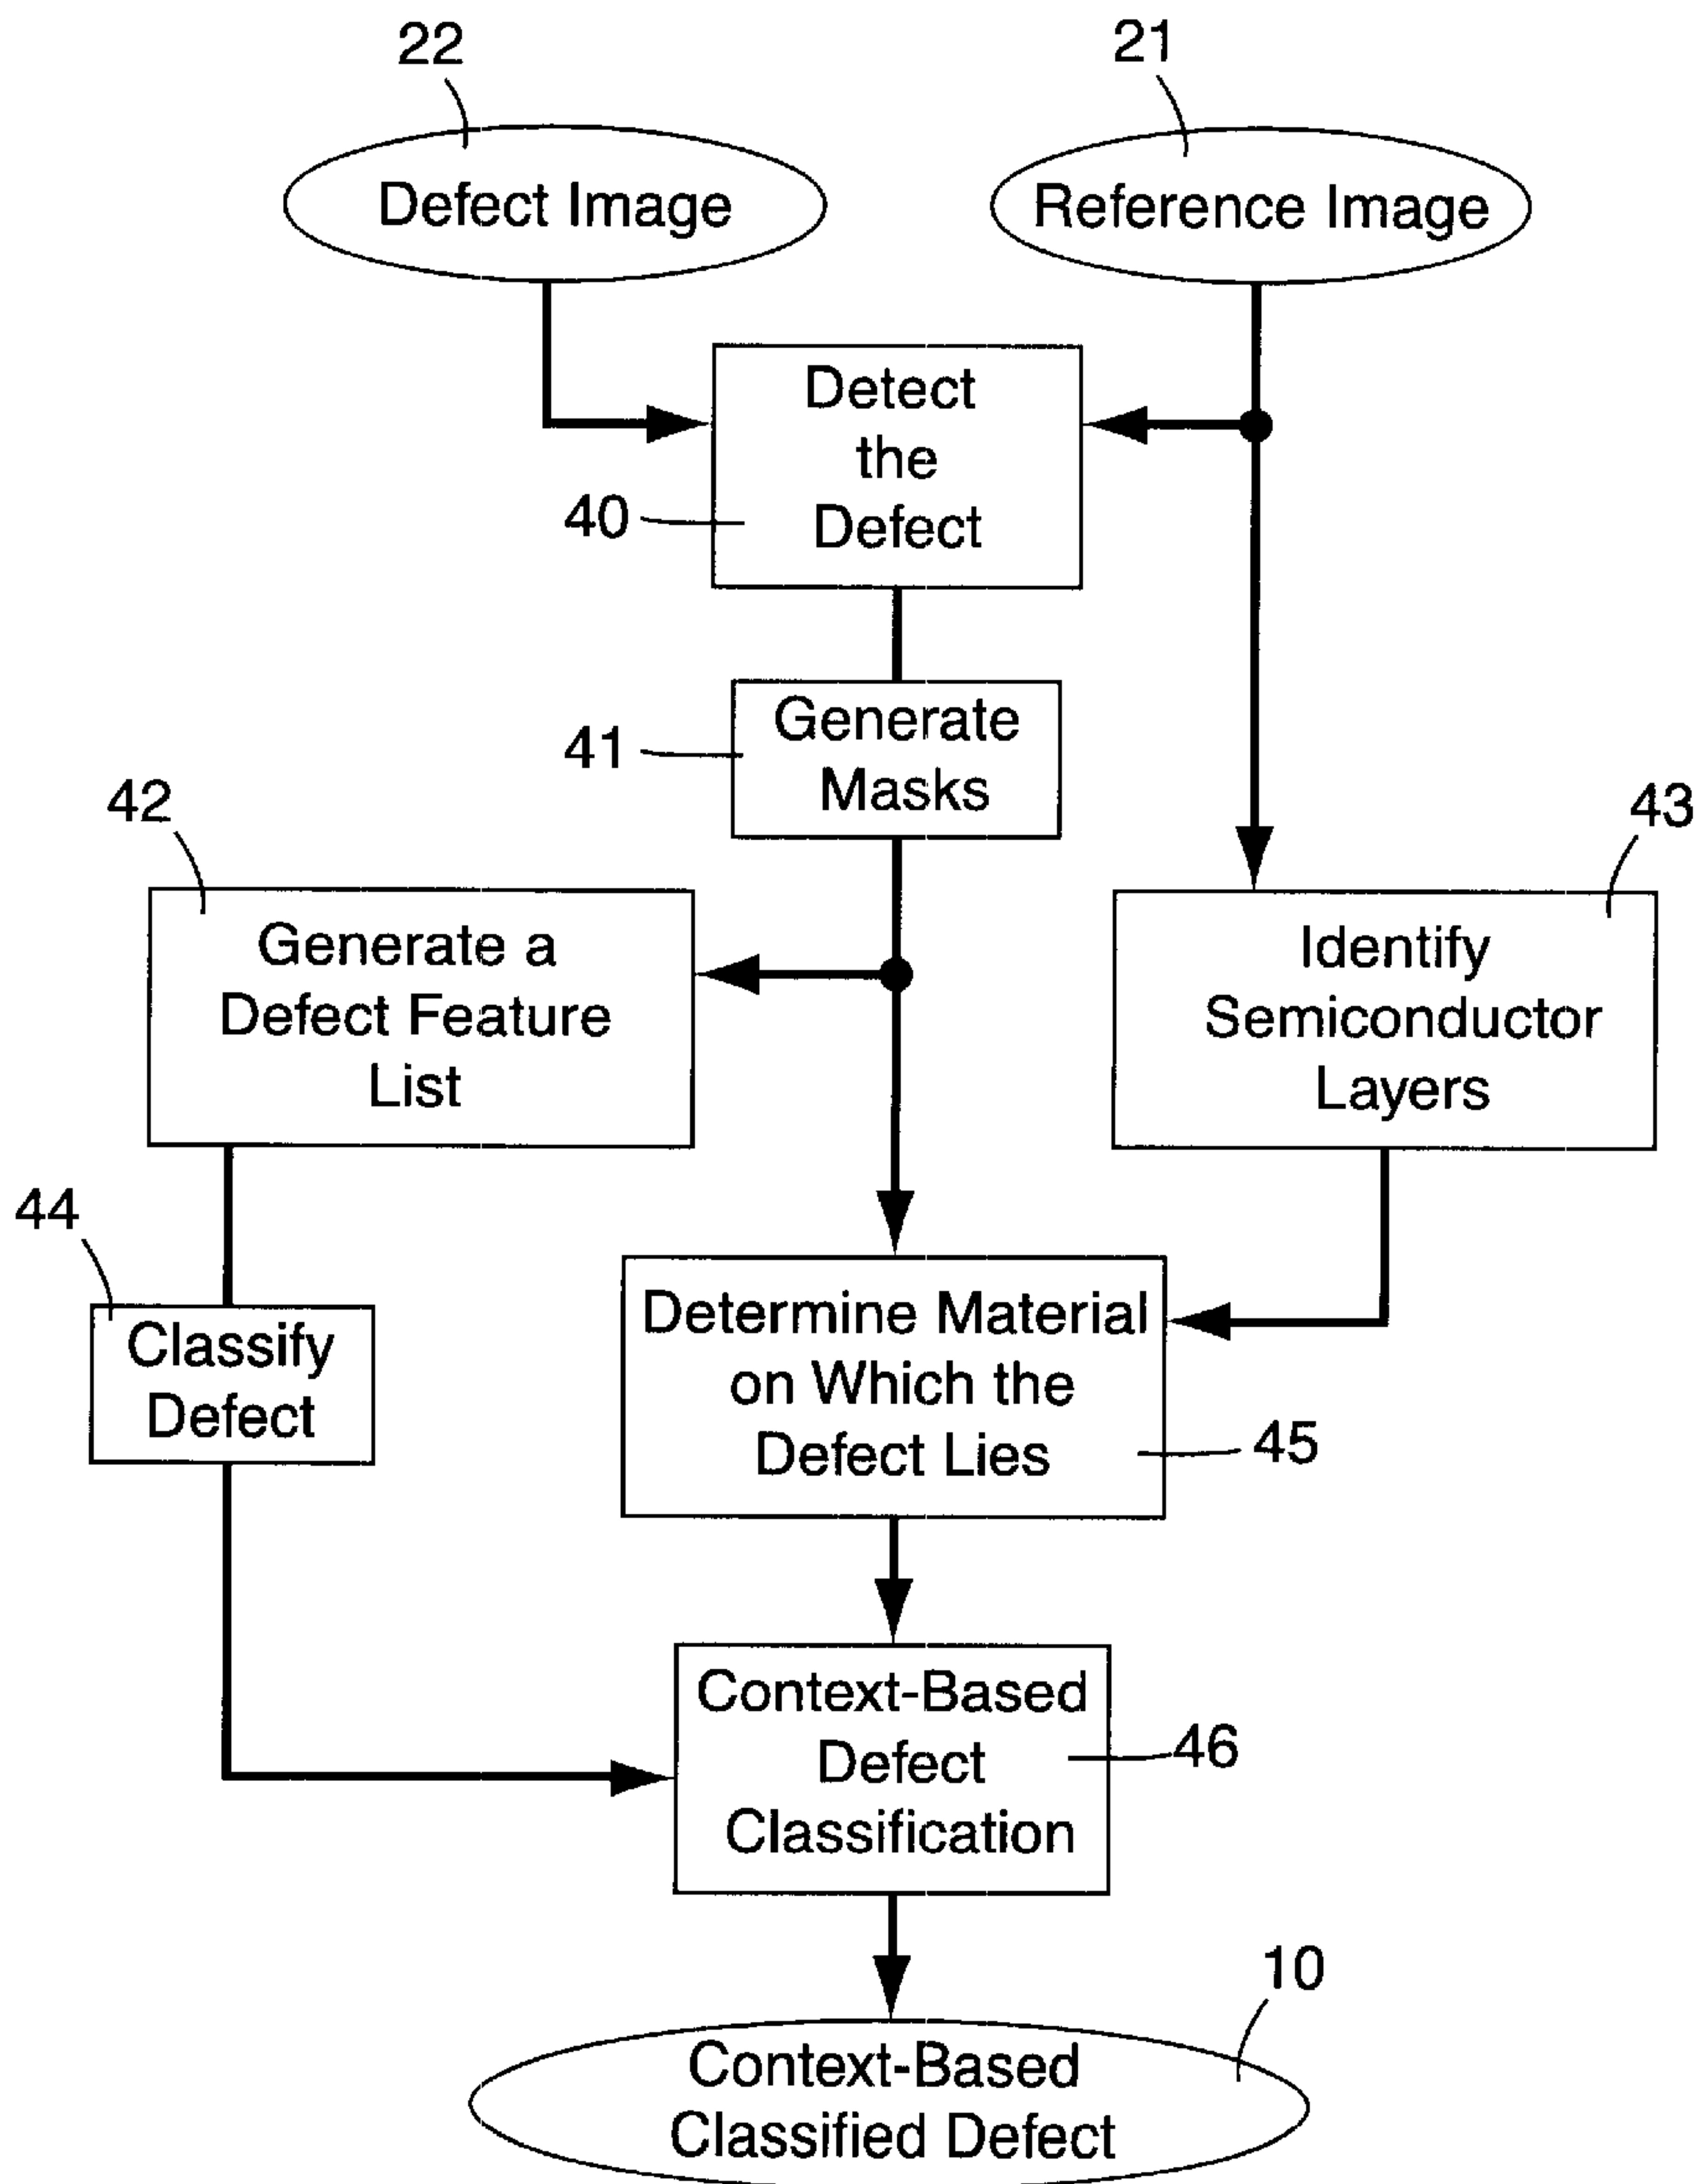 22
21
Defect Image
Reference Image
Detect
the
Defect
40
Generate
Masks
41
42
43
Generate a
Defect Feature
List
Identify
Semiconductor
Layers
44
Classify
Defect
Determine Material
on Which the
Defect Lies
45
Context-Based
Defect
Classification
46
10
Context-Based
Classified Defect